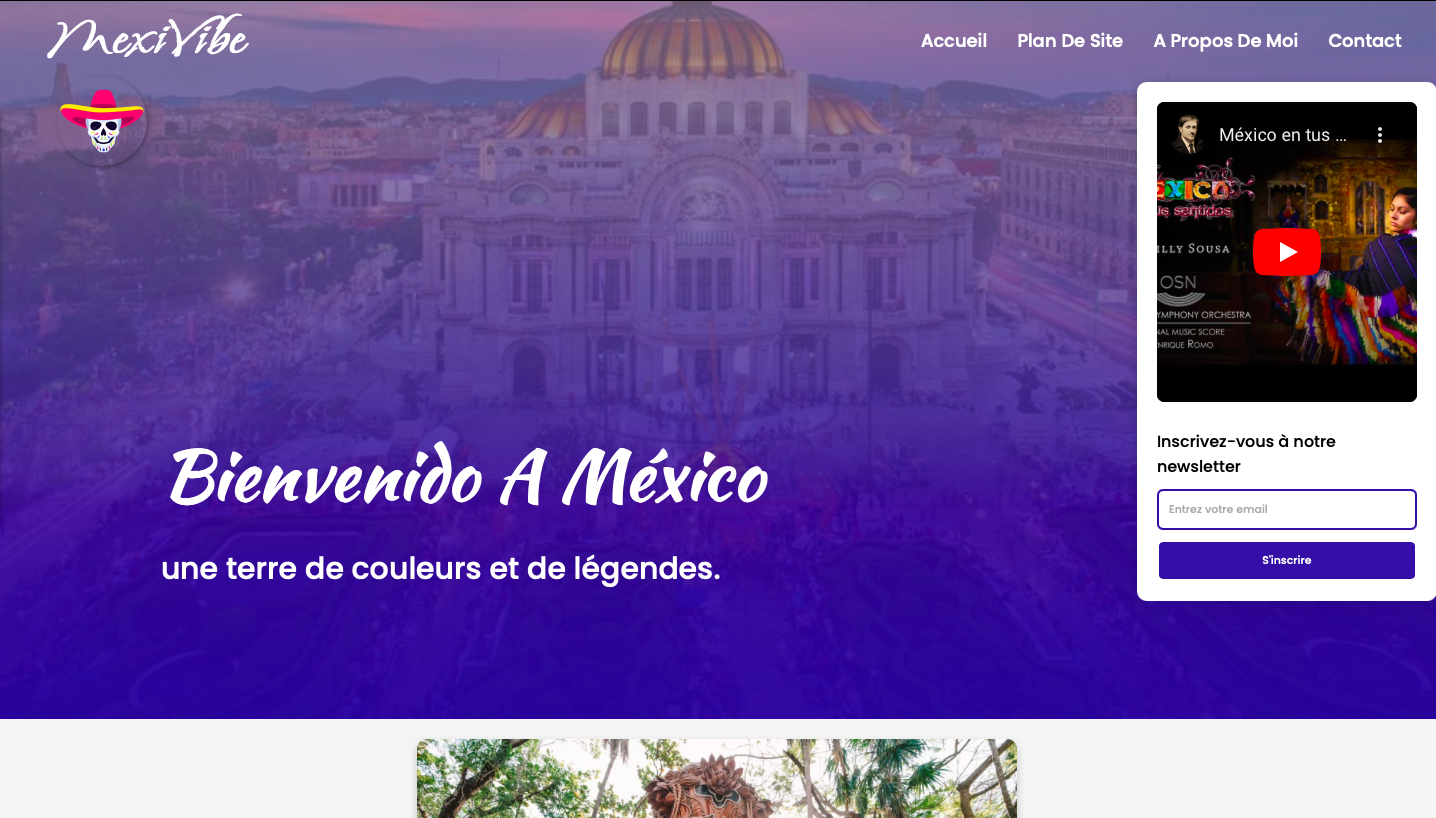 MexiVibe
Accueil
Plan De Site
A Propos De Moi
Contact
México en tus ...
us sentidos
ILLY SOUSA
OSN
YMPHONY ORCHESTRA
NAL MUSIC SCORE
NRIQUE ROMO
Bienvenido A México
une terre de couleurs et de légendes.
Inscrivez-vous à notre
newsletter
Entrez votre email
S'inscrire